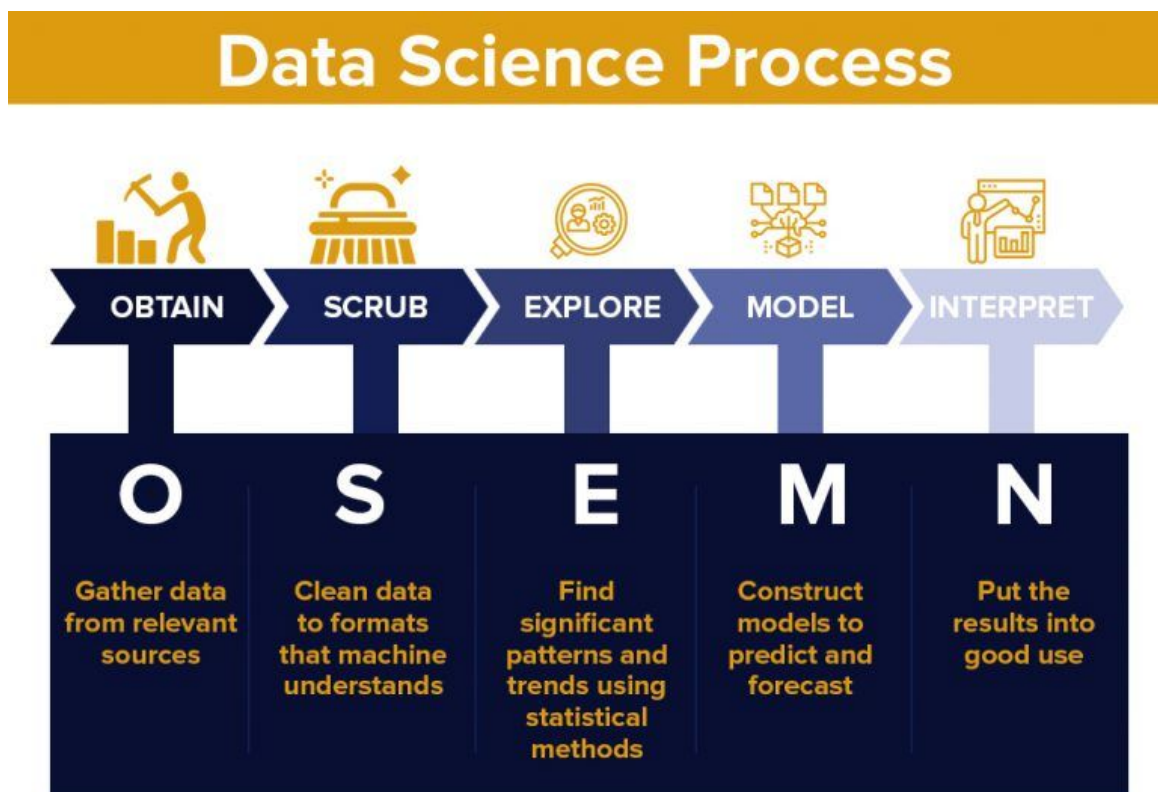 Data Science Process
OBTAIN
SCRUB
EXPLORE
MODEL
INTERPRET
O
Gather data
from relevant
sources
S
Clean data
to formats
that machine
understands
E
Find
significant
patterns and
trends using
statistical
methods
M
Construct
models to
predict and
forecast
N
Put the
results into
good use